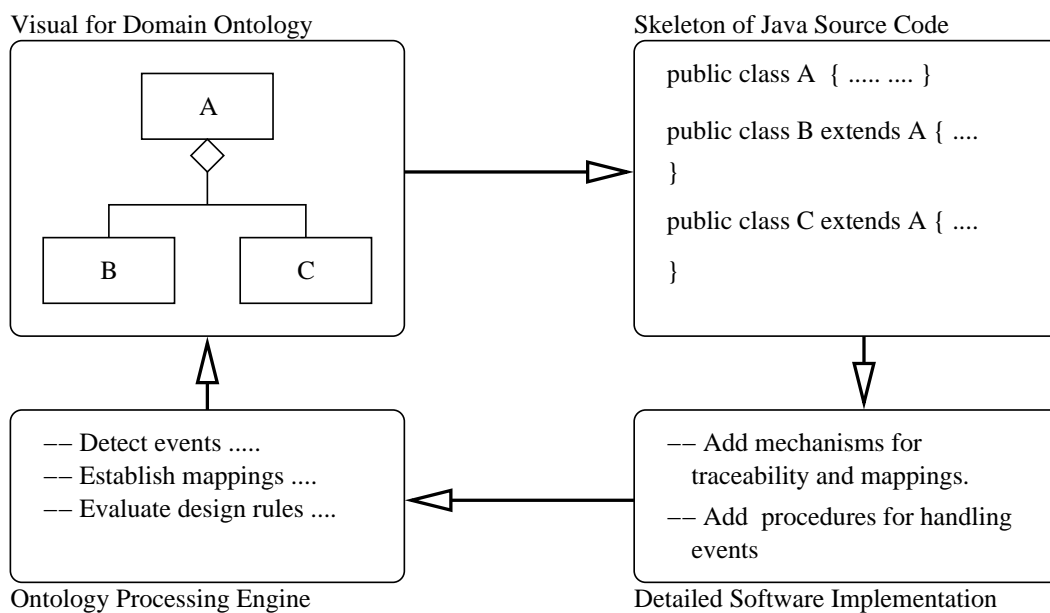 Visual for Domain Ontology
A
B
C
Skeleton of Java Source Code
public class A { ..... .... }
public class B extends A { ....
}
public class C extends A { ....
}
−− Detect events .....
−− Establish mappings ....
−− Evaluate design rules ....
Ontology Processing Engine
−− Add mechanisms for
traceability and mappings.
−− Add procedures for handling
events
Detailed Software Implementation